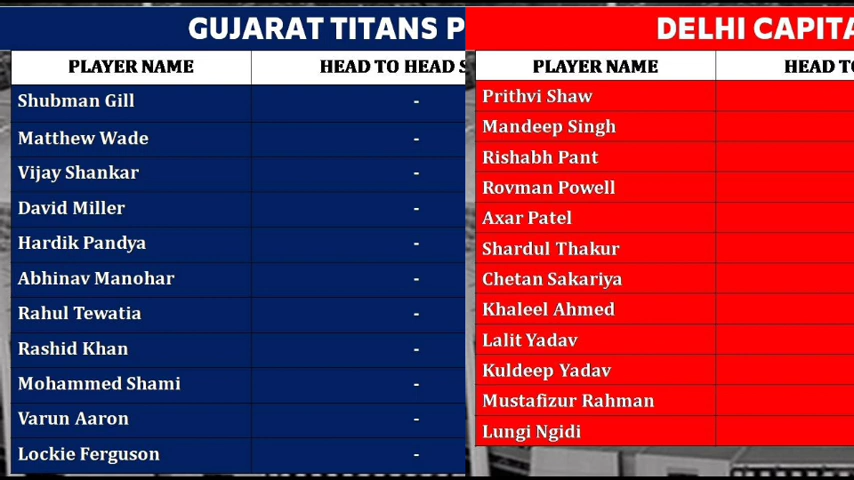 GUJARAT TITANS P
PLAYER NAME HEAD TO HEAD S
Shubman Gill -
Matthew Wade -
Vijay Shankar -
David Miller -
Hardik Pandya -
Abhinav Manohar -
Rahul Tewatia -
Rashid Khan -
Mohammed Shami -
Varun Aaron -
Lockie Ferguson -
DELHI CAPITA
PLAYER NAME HEAD TO
Prithvi Shaw
Mandeep Singh
Rishabh Pant
Rovman Powell
Axar Patel
Shardul Thakur
Chetan Sakariya
Khaleel Ahmed
Lalit Yadav
Kuldeep Yadav
Mustafizur Rahman
Lungi Ngidi